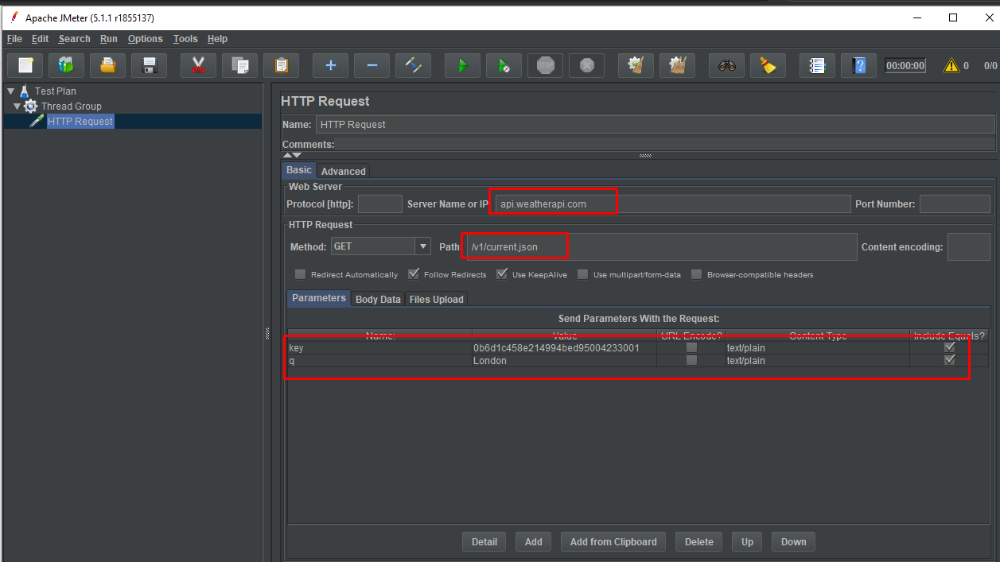 Apache JMeter (5.1.1 r1855137)
File Edit Search Run Options Tools Help
STOP 00:00:00 0 0/0
Test Plan
Thread Group
HTTP Request
HTTP Request
Name: HTTP Request
Comments:
Basic Advanced
Web Server
Protocol [http]: Server Name or IP api.weatherapi.com Port Number:
HTTP Request
Method: GET Path: /v1/current.json Content encoding:
Redirect Automatically Follow Redirects Use KeepAlive Use multipart/form-data Browser-compatible headers
Parameters Body Data Files Upload
Send Parameters With the Request:
Name: Value URL Encode? Content Type Include Equals?
key 0b6d1c458e214994bed95004233001 text/plain
q London text/plain
Detail Add Add from Clipboard Delete Up Down